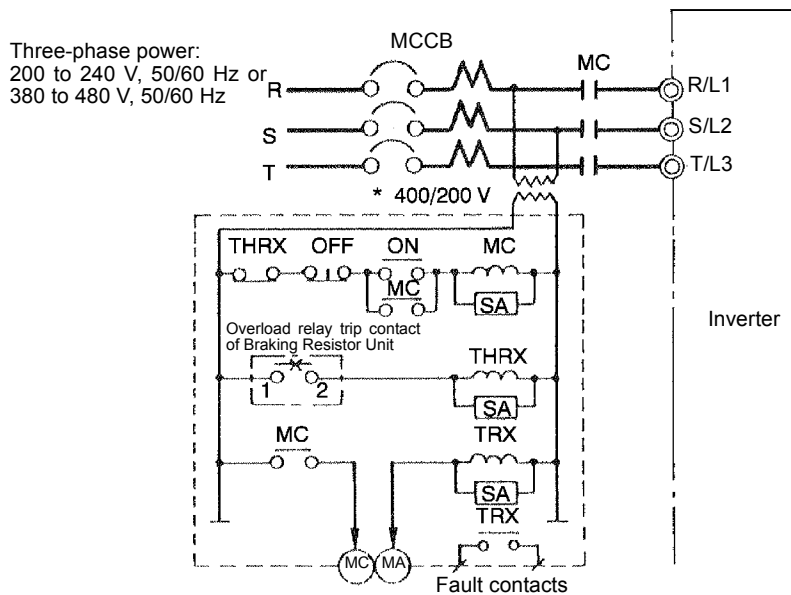 Three-phase power:
200 to 240 V, 50/60 Hz or
380 to 480 V, 50/60 Hz
MCCB
MC
R
R/L1
S
S/L2
T
T/L3
* 400/200 V
THRX OFF ON MC
MC
SA
Overload relay trip contact
of Braking Resistor Unit
THRX
1 2
SA
MC
TRX
SA
TRX
MC MA
Fault contacts
Inverter